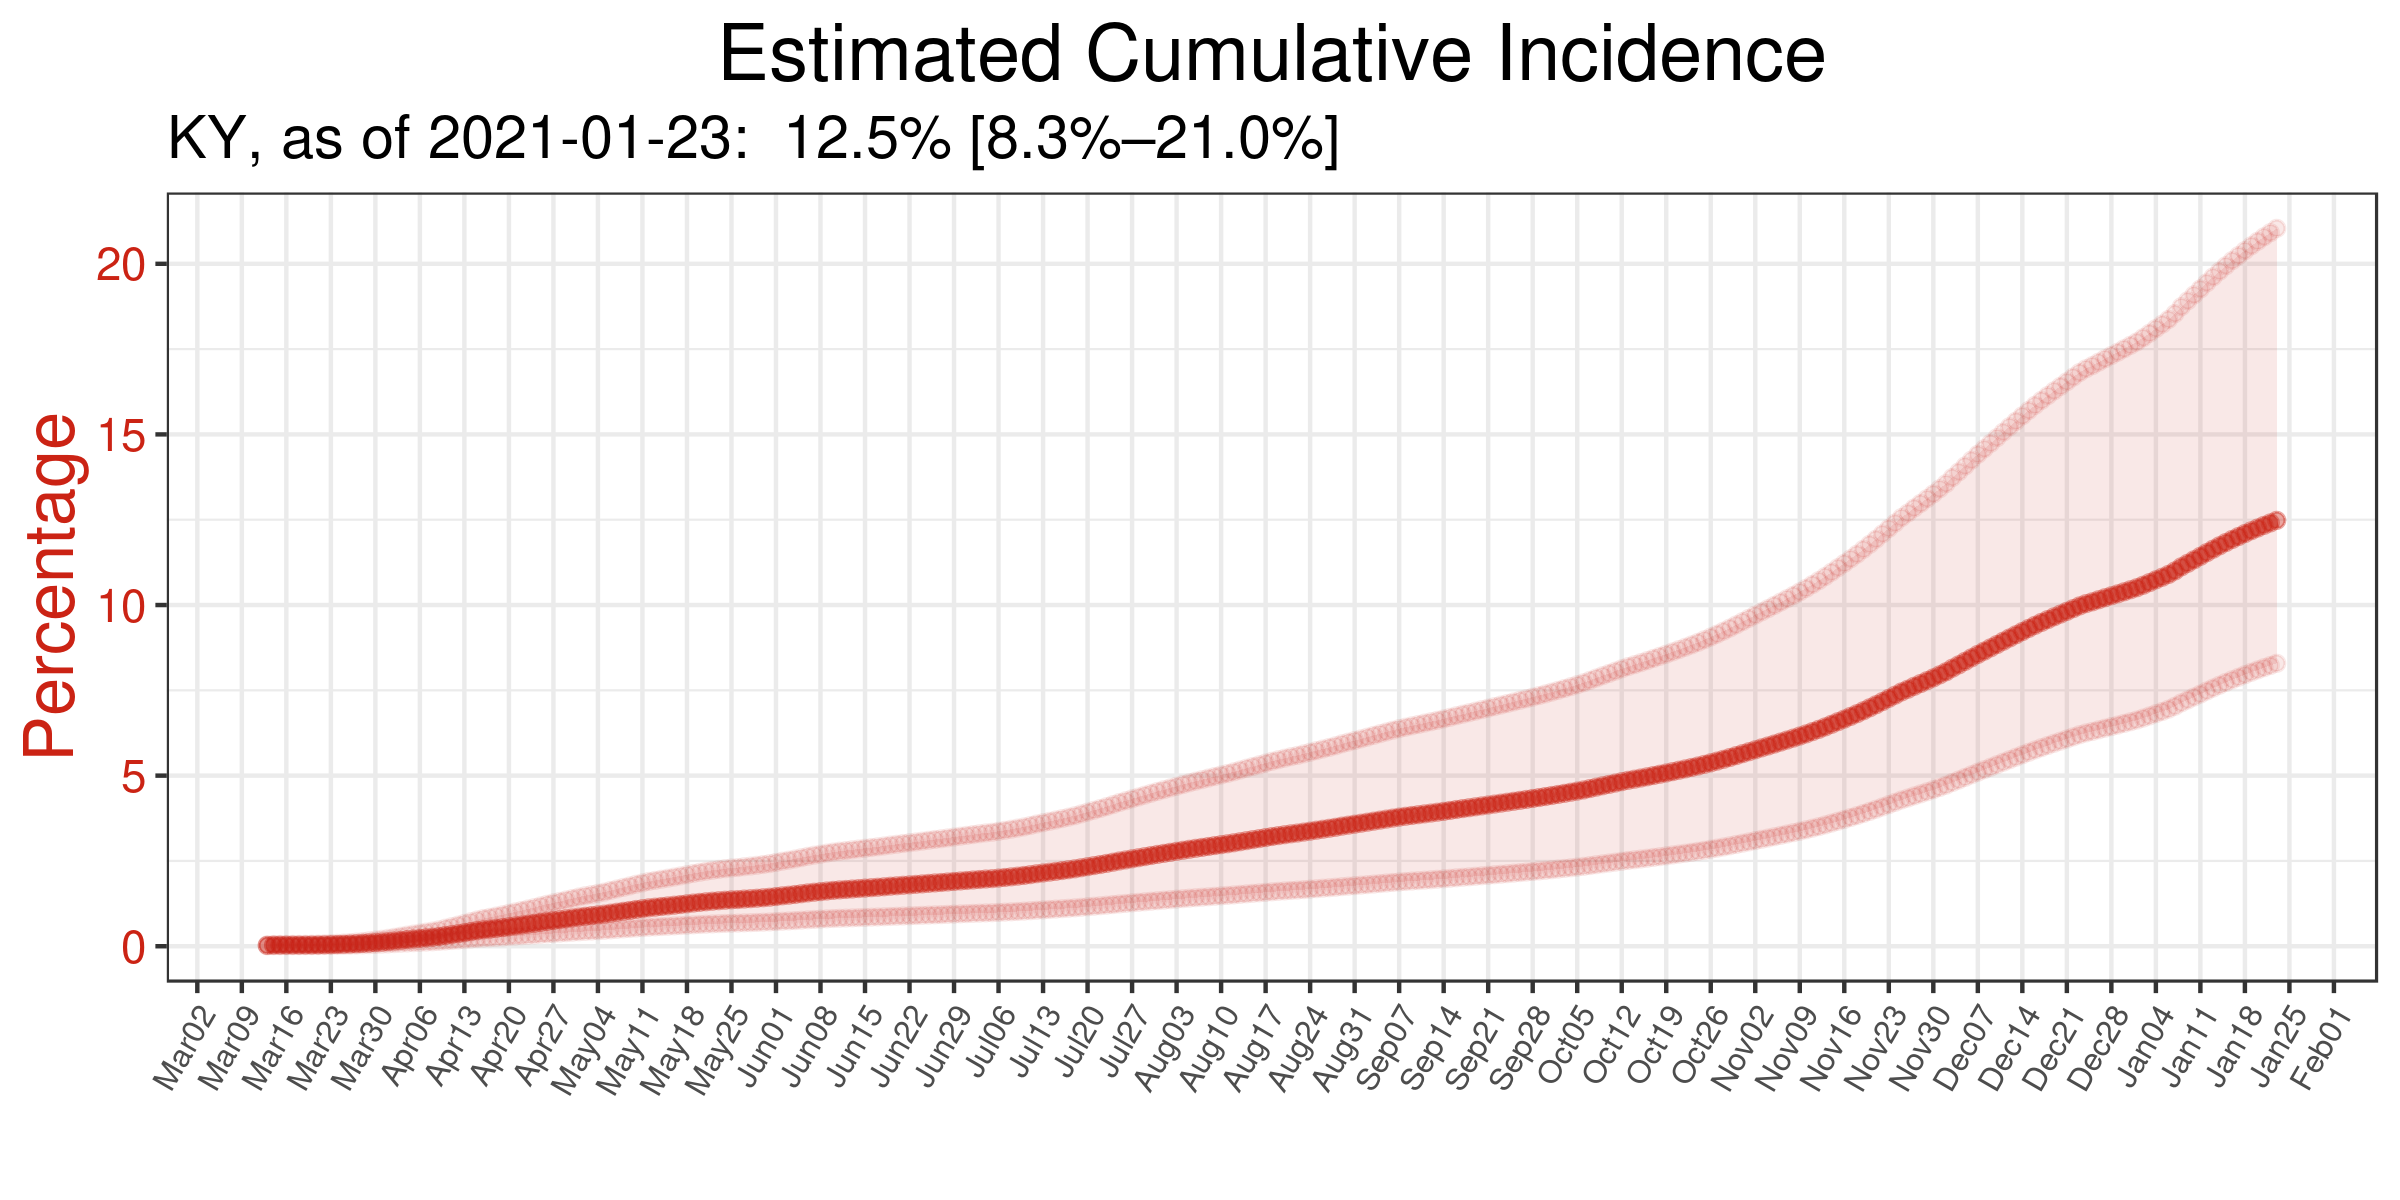 Estimated Cumulative Incidence
KY, as of 2021-01-23:  12.5% [8.3%–21.0%]
Percentage
20
15
10
5
0
Mar02
Mar09
Mar16
Mar23
Mar30
Apr06
Apr13
Apr20
Apr27
May04
May11
May18
May25
Jun01
Jun08
Jun15
Jun22
Jun29
Jul06
Jul13
Jul20
Jul27
Aug03
Aug10
Aug17
Aug24
Aug31
Sep07
Sep14
Sep21
Sep28
Oct05
Oct12
Oct19
Oct26
Nov02
Nov09
Nov16
Nov23
Nov30
Dec07
Dec14
Dec21
Dec28
Jan04
Jan11
Jan18
Jan25
Feb01